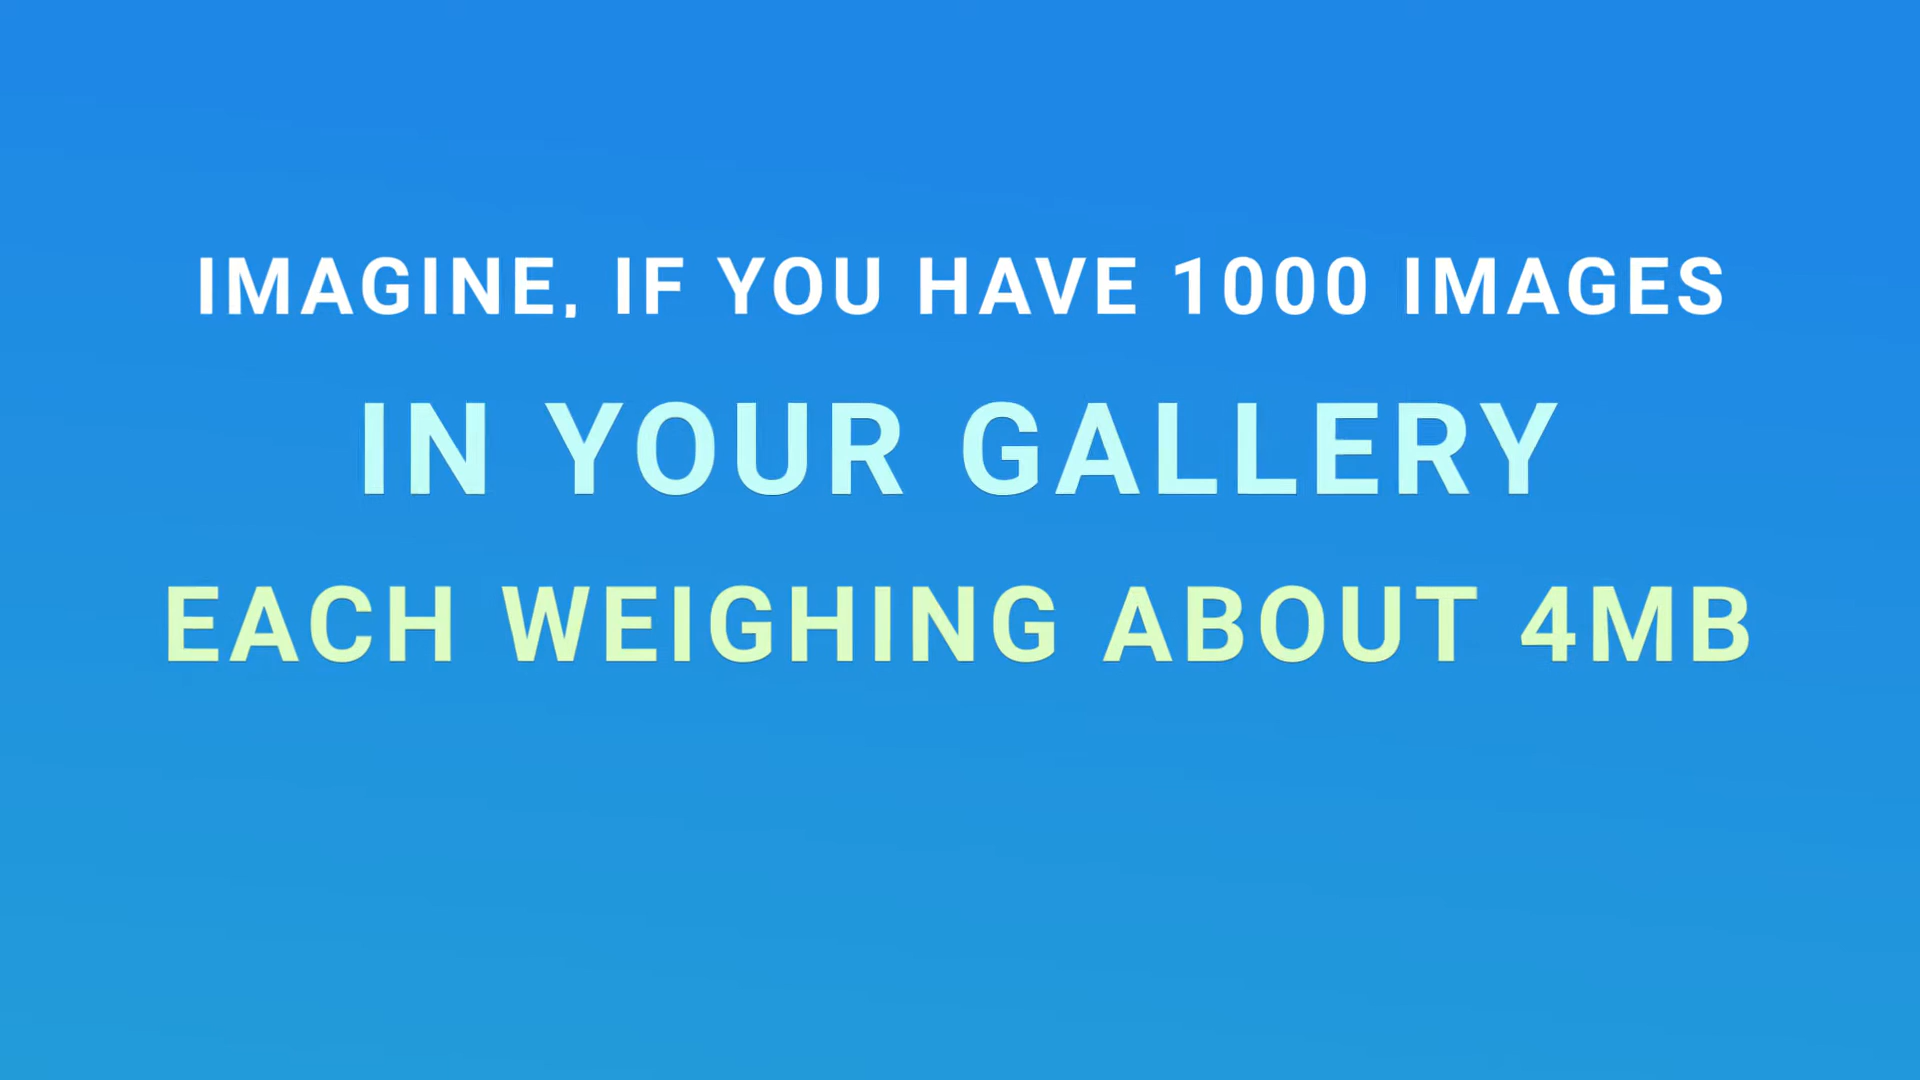 IMAGINE, IF YOU HAVE 1000 IMAGES
IN YOUR GALLERY
EACH WEIGHING ABOUT 4MB